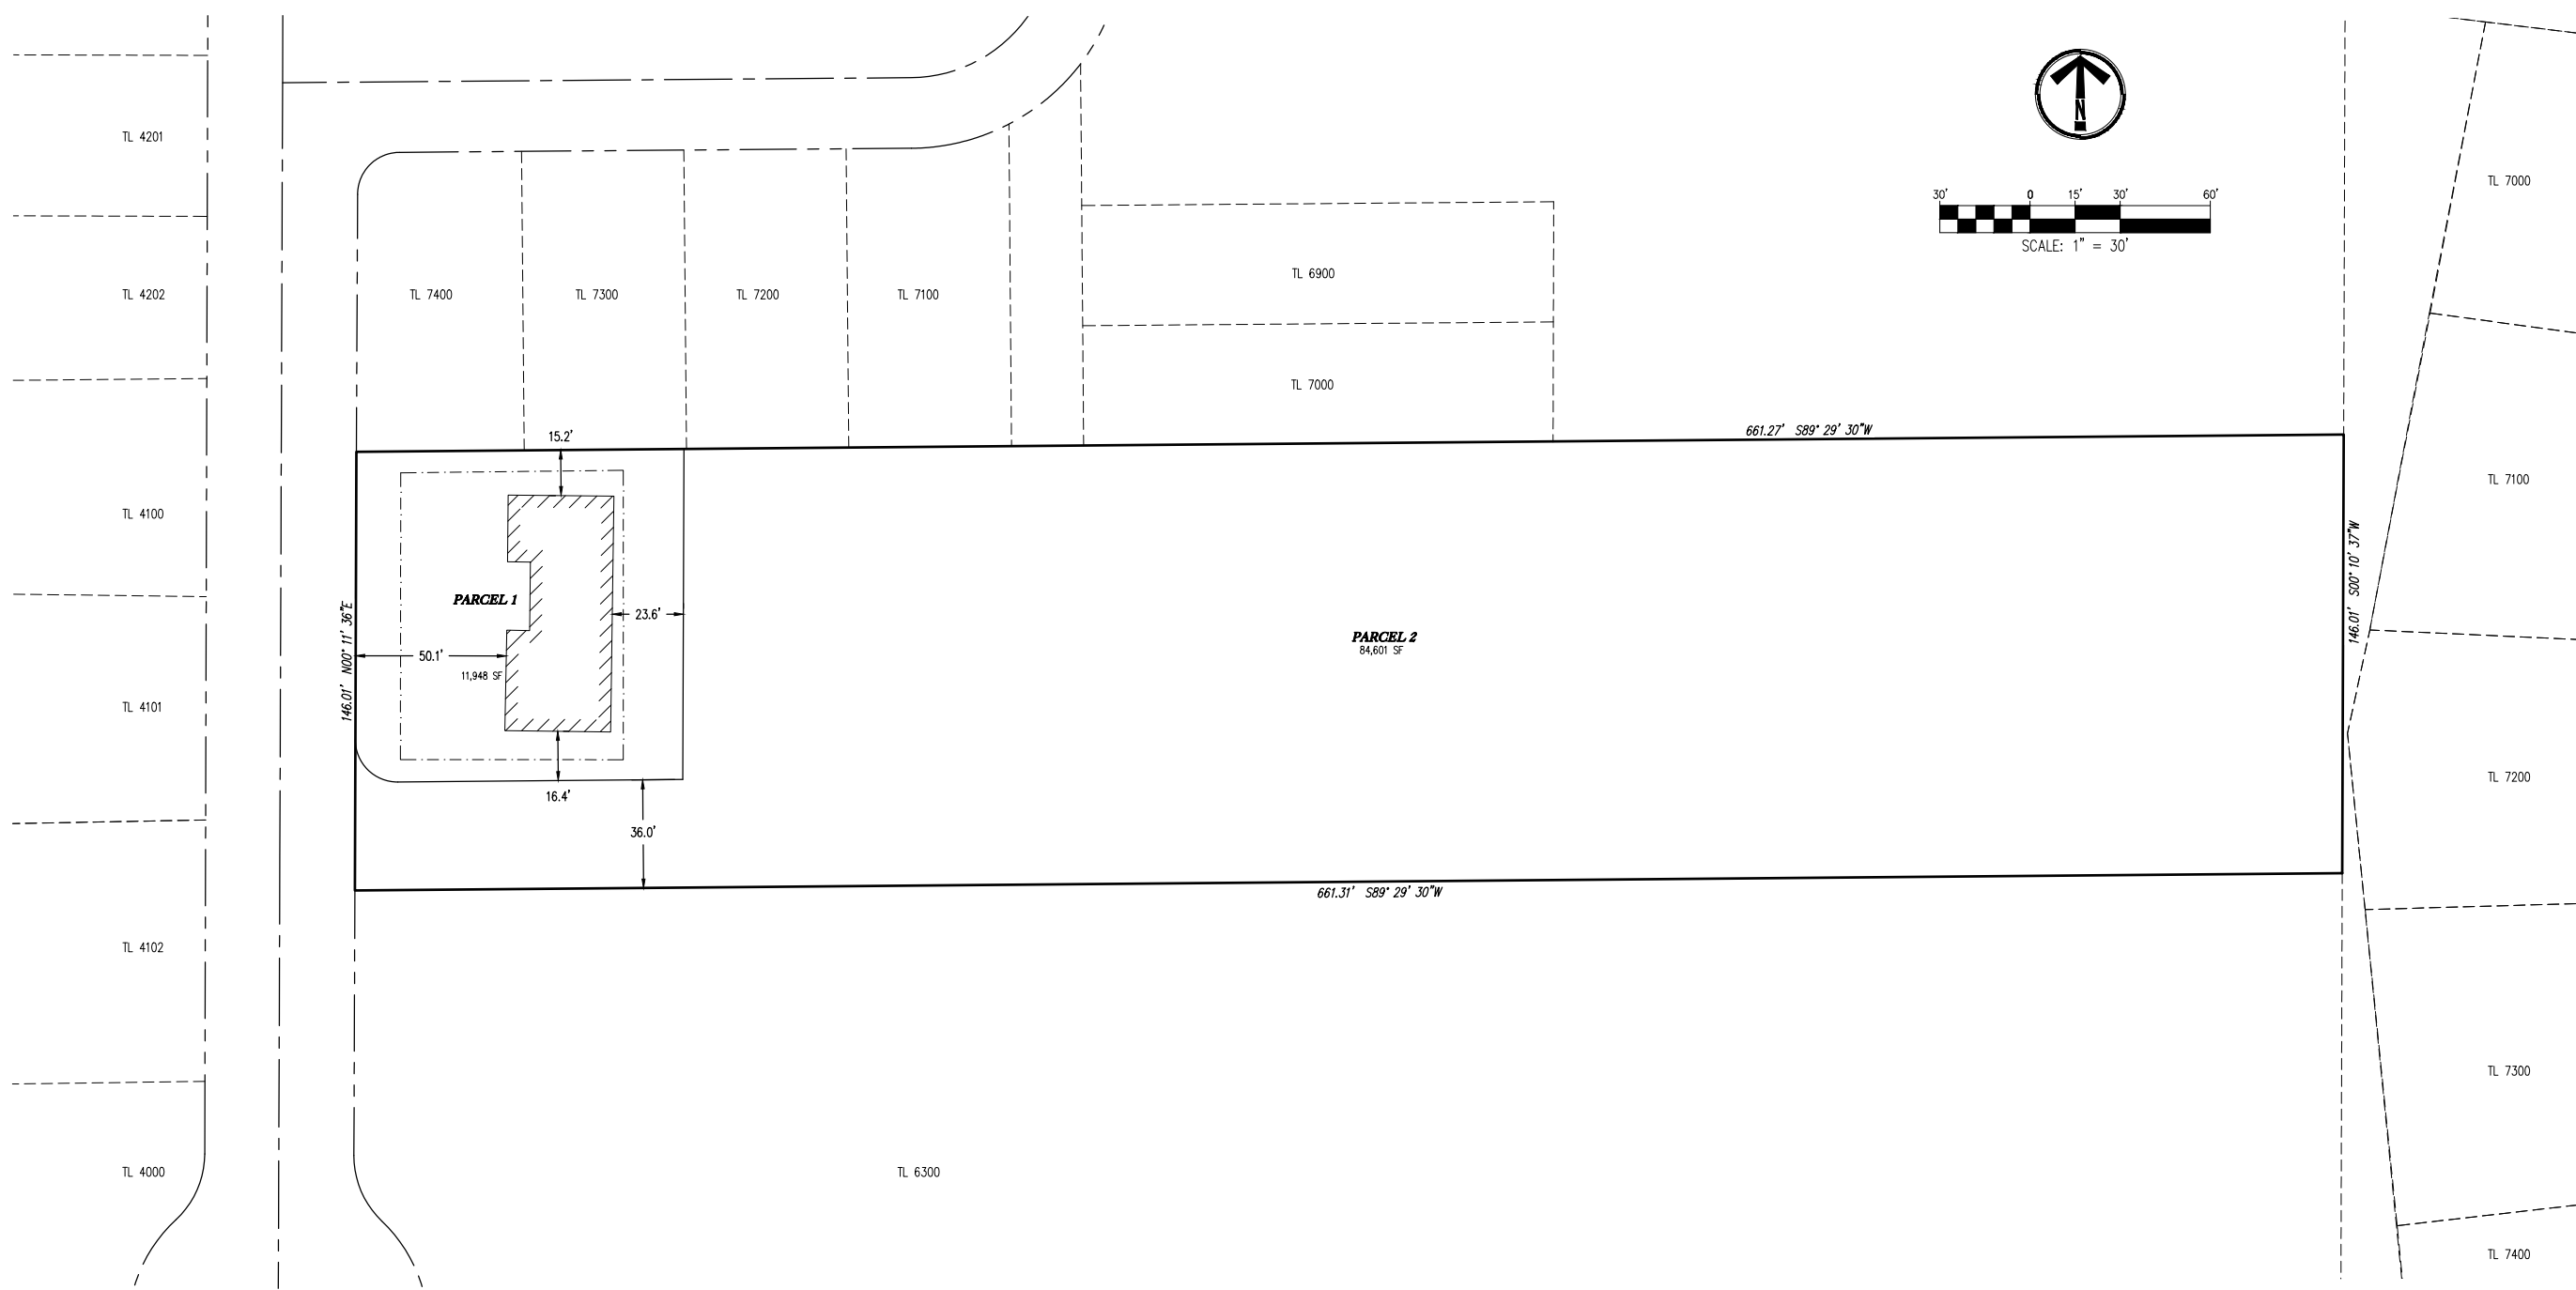 TL 4201
TL 4202
TL 4100
TL 4101
TL 4102
TL 4000
TL 7400
TL 7300
TL 7200
TL 7100
TL 6900
TL 7000
N
30' 0 15' 30' 60'
SCALE: 1" = 30'
TL 7000
TL 7100
TL 7200
TL 7300
TL 7400
661.27' S89° 29' 30"W
15.2'
146.01' N00° 11' 36"E
PARCEL 1
23.6'
50.1'
11,948 SF
16.4'
36.0'
PARCEL 2
84,601 SF
146.01' S00° 10' 37"W
661.31' S89° 29' 30"W
TL 6300